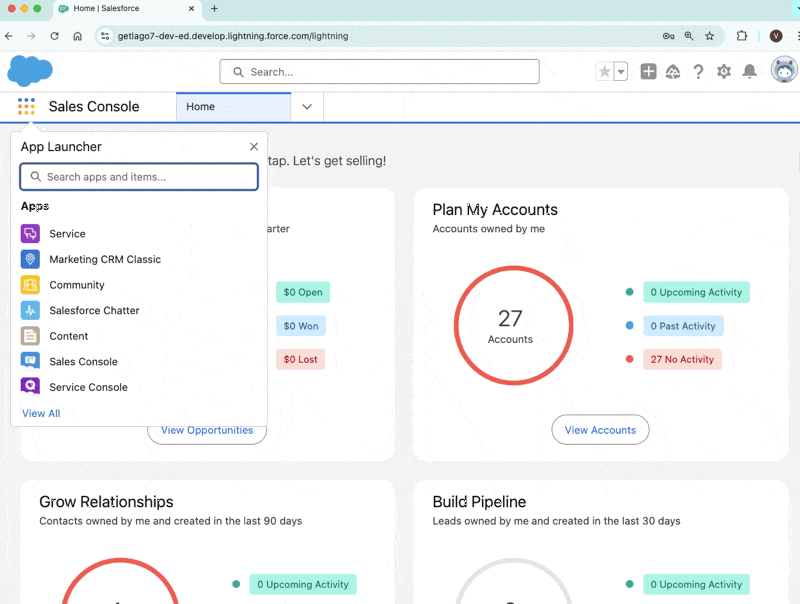 Home | Salesforce
getlago7-dev-ed.develop.lightning.force.com/lightning
V
Search...
Sales Console
Home
App Launcher
Search apps and items...
Apps
Service
Marketing CRM Classic
Community
Salesforce Chatter
Content
Sales Console
Service Console
View All
tap. Let's get selling!
arter
$0 Open
$0 Won
$0 Lost
View Opportunities
Plan My Accounts
Accounts owned by me
27
Accounts
0 Upcoming Activity
0 Past Activity
27 No Activity
View Accounts
Grow Relationships
Contacts owned by me and created in the last 90 days
0 Upcoming Activity
Build Pipeline
Leads owned by me and created in the last 30 days
0 Upcoming Activity